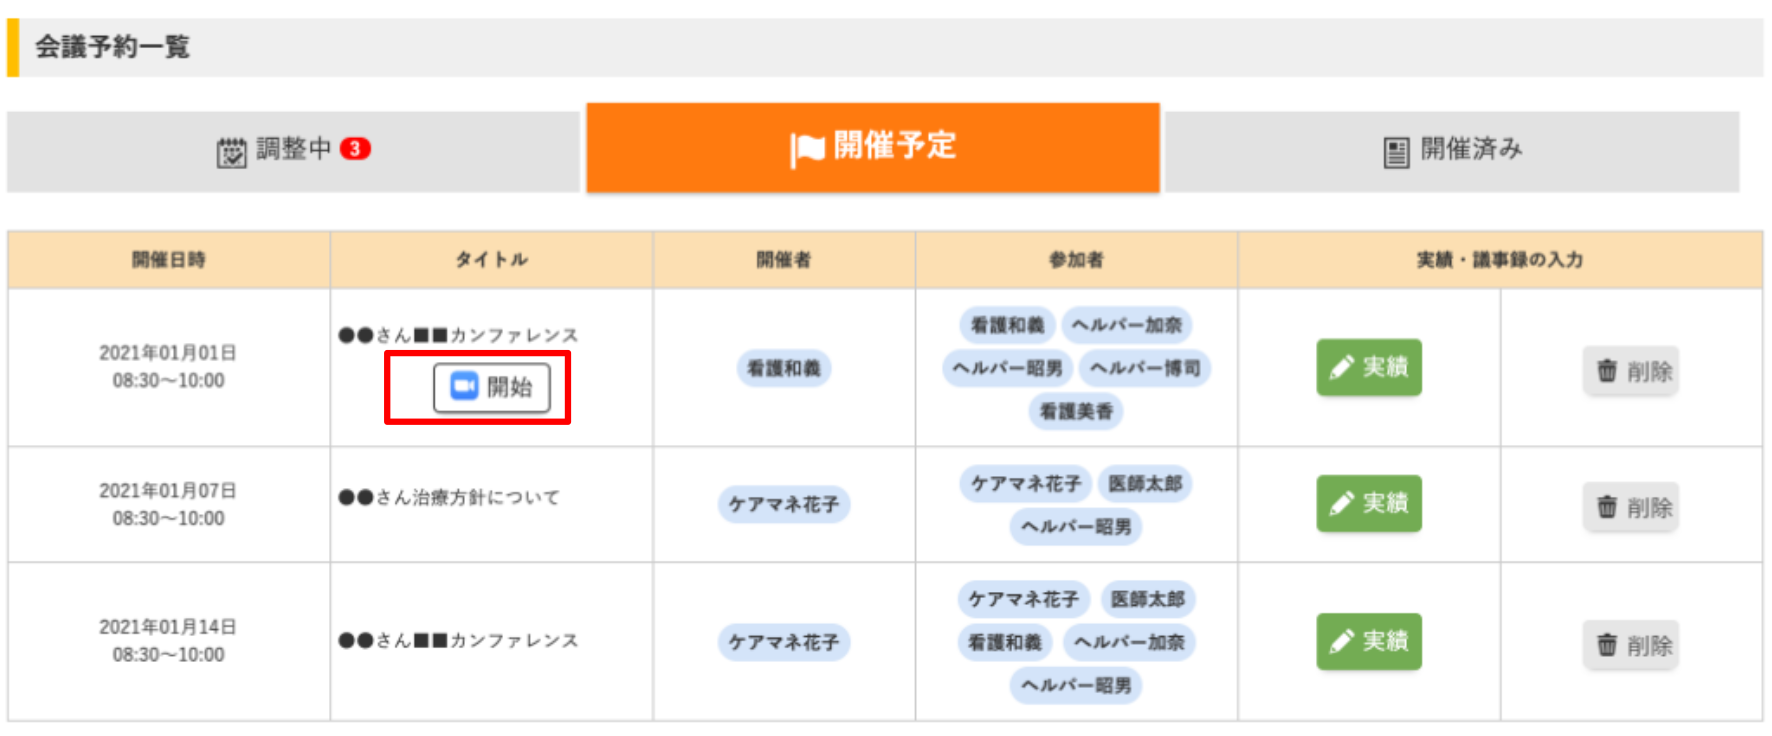 会議予約一覧
調整中 3
開催予定
開催済み
開催日時 タイトル 開催者 参加者 実績・議事録の入力
2021年01月01日
08:30～10:00
●●さん■■カンファレンス
開始
看護和義
看護和義 ヘルパー加奈
ヘルパー昭男 ヘルパー博司
看護美香
実績
削除
2021年01月07日
08:30～10:00
●●さん治療方針について
ケアマネ花子
ケアマネ花子 医師太郎
ヘルパー昭男
実績
削除
2021年01月14日
08:30～10:00
●●さん■■カンファレンス
ケアマネ花子
ケアマネ花子 医師太郎
看護和義 ヘルパー加奈
ヘルパー昭男
実績
削除